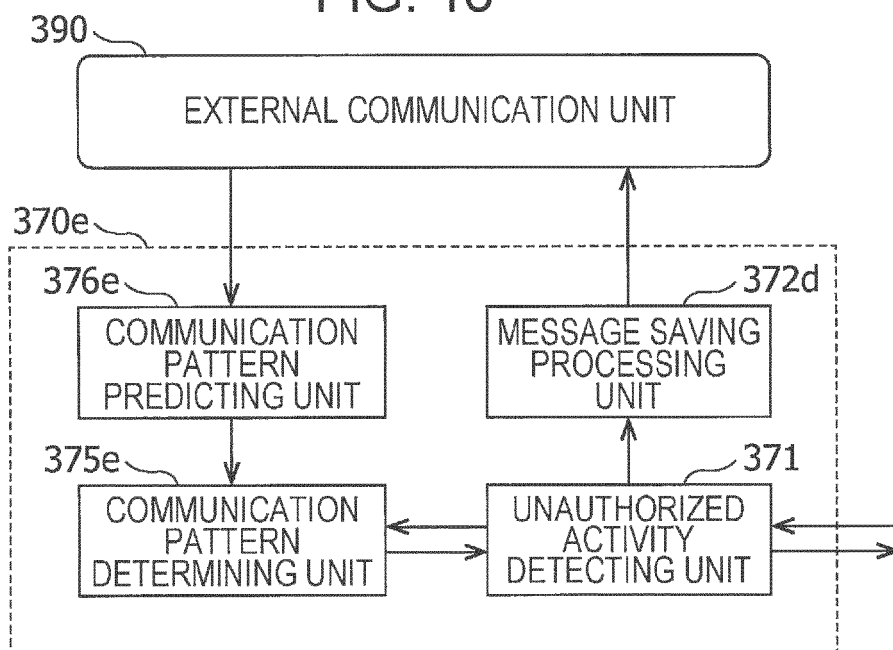 390
EXTERNAL COMMUNICATION UNIT
370e
376e
COMMUNICATION
PATTERN
PREDICTING UNIT
372d
MESSAGE SAVING
PROCESSING
UNIT
375e
COMMUNICATION
PATTERN
DETERMINING UNIT
371
UNAUTHORIZED
ACTIVITY
DETECTING UNIT